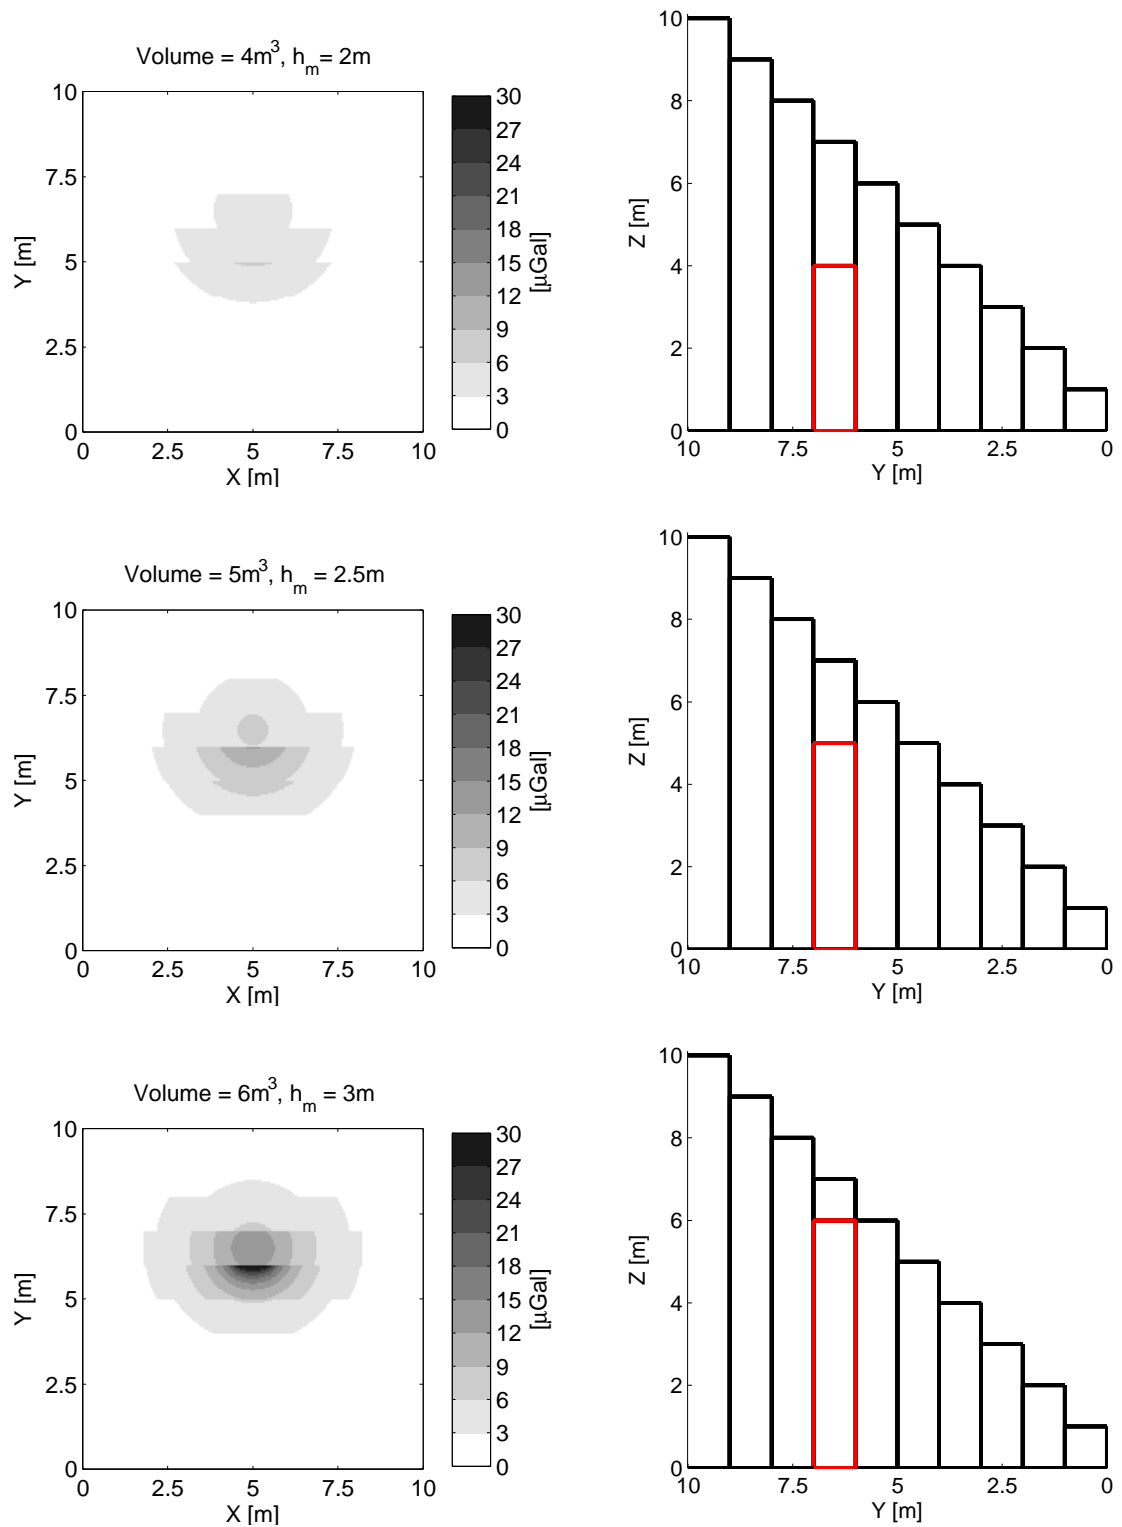 Volume = 4m³, hₘ= 2m
10
7.5
5
2.5
0
Y [m]
0 2.5 5 7.5 10
X [m]
30
27
24
21
18
15
12
9
6
3
0
[μGal]
10
8
6
4
2
0
Z [m]
10 7.5 5 2.5 0
Y [m]
Volume = 5m³, hₘ = 2.5m
10
7.5
5
2.5
0
Y [m]
0 2.5 5 7.5 10
X [m]
30
27
24
21
18
15
12
9
6
3
0
[μGal]
10
8
6
4
2
0
Z [m]
10 7.5 5 2.5 0
Y [m]
Volume = 6m³, hₘ = 3m
10
7.5
5
2.5
0
Y [m]
0 2.5 5 7.5 10
X [m]
30
27
24
21
18
15
12
9
6
3
0
[μGal]
10
8
6
4
2
0
Z [m]
10 7.5 5 2.5 0
Y [m]